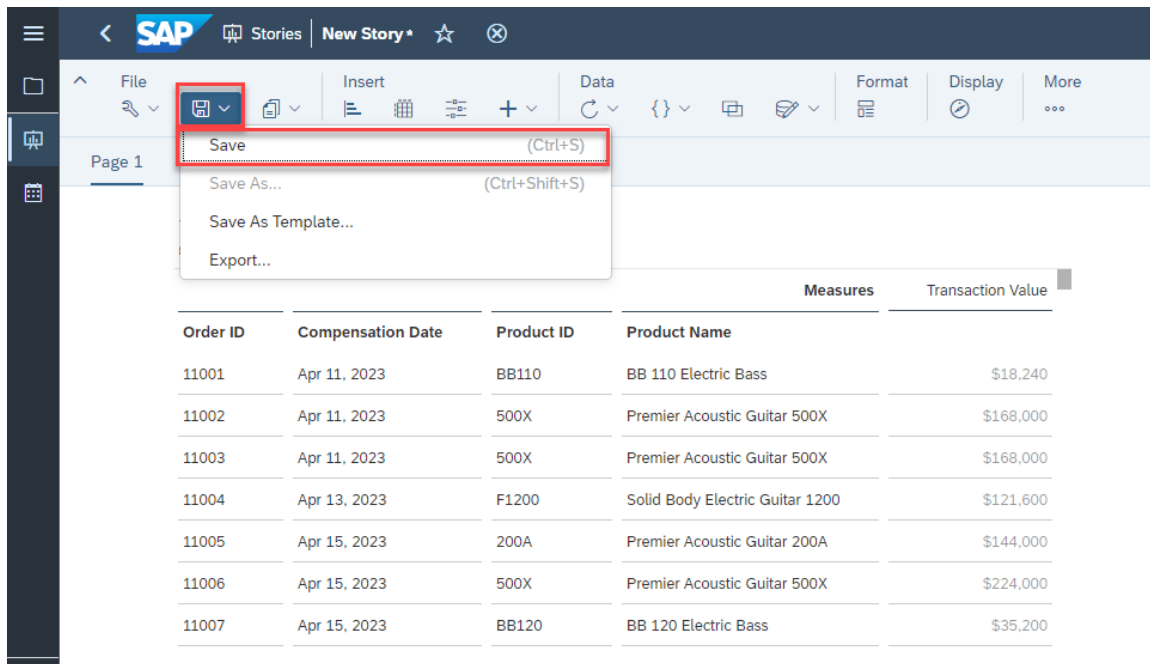 SAP Stories New Story*
File Insert Data Format Display More
Save (Ctrl+S)
Page 1
Save As... (Ctrl+Shift+S)
Save As Template...
Export...
Measures Transaction Value
Order ID Compensation Date Product ID Product Name
11001 Apr 11, 2023 BB110 BB 110 Electric Bass $18,240
11002 Apr 11, 2023 500X Premier Acoustic Guitar 500X $168,000
11003 Apr 11, 2023 500X Premier Acoustic Guitar 500X $168,000
11004 Apr 13, 2023 F1200 Solid Body Electric Guitar 1200 $121,600
11005 Apr 15, 2023 200A Premier Acoustic Guitar 200A $144,000
11006 Apr 15, 2023 500X Premier Acoustic Guitar 500X $224,000
11007 Apr 15, 2023 BB120 BB 120 Electric Bass $35,200